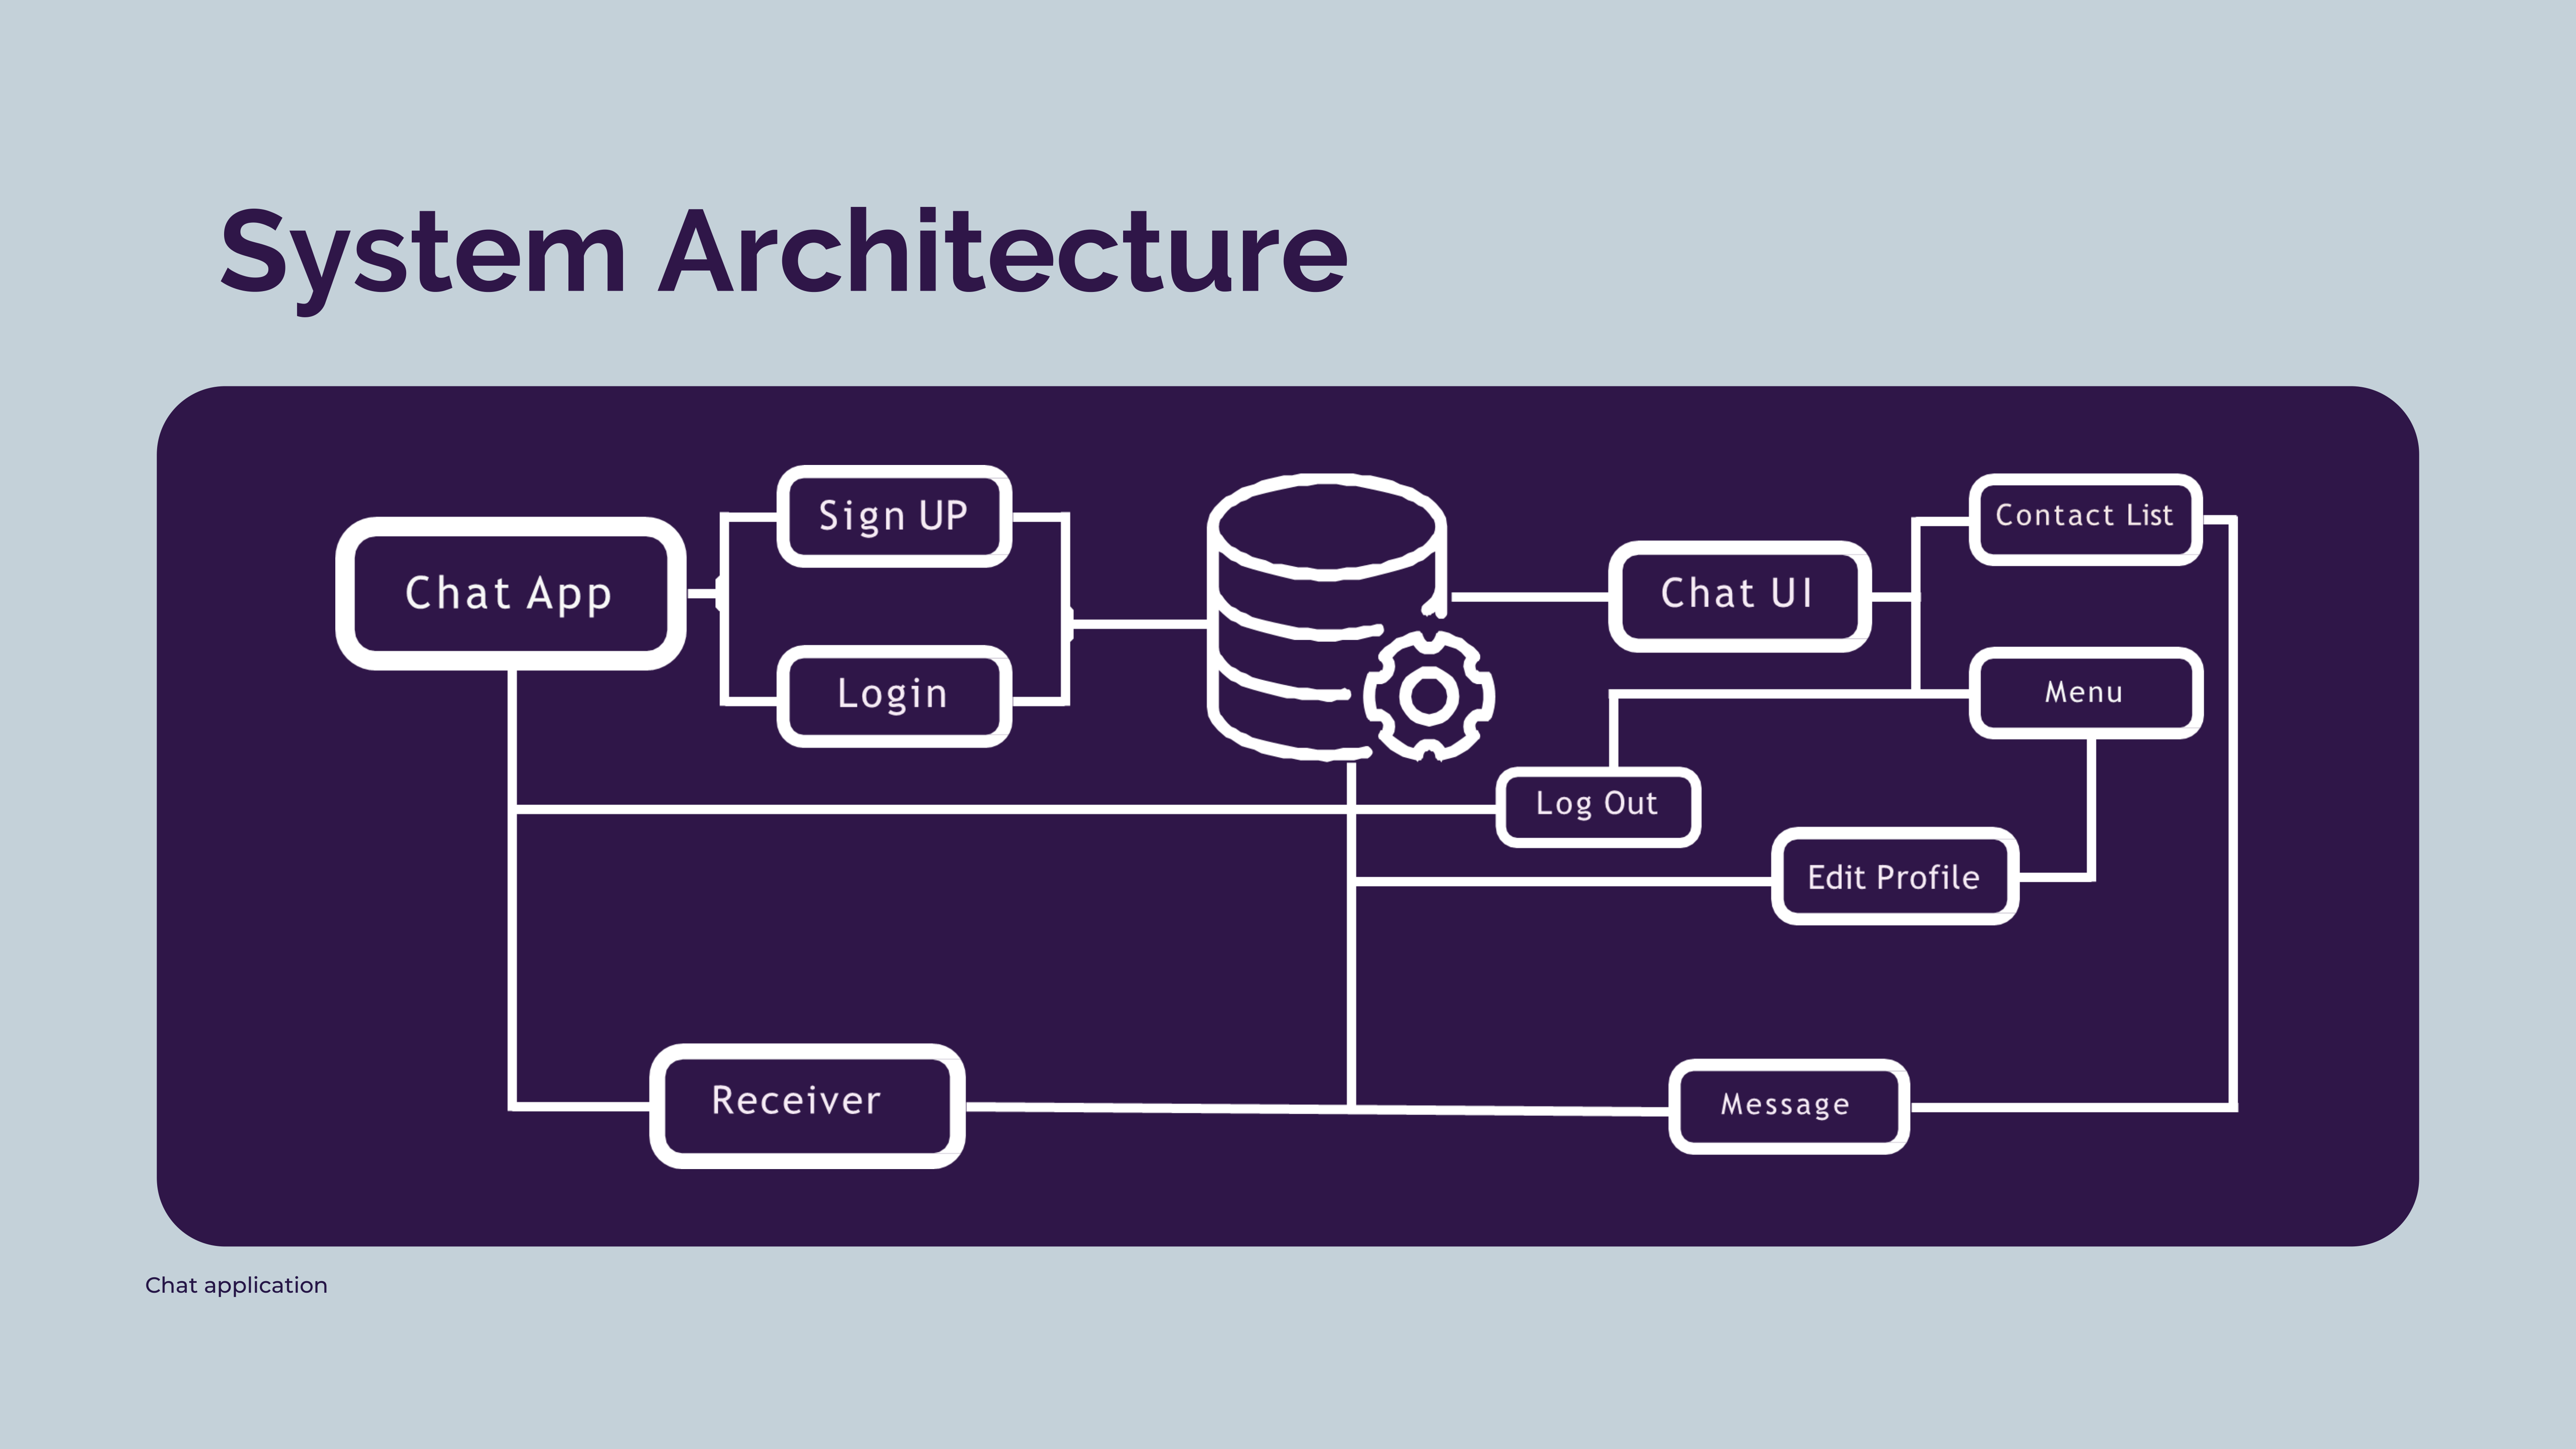 System Architecture
Sign UP
Contact List
Chat App
Chat UI
Login
Menu
Log Out
Edit Profile
Receiver
Message
Chat application